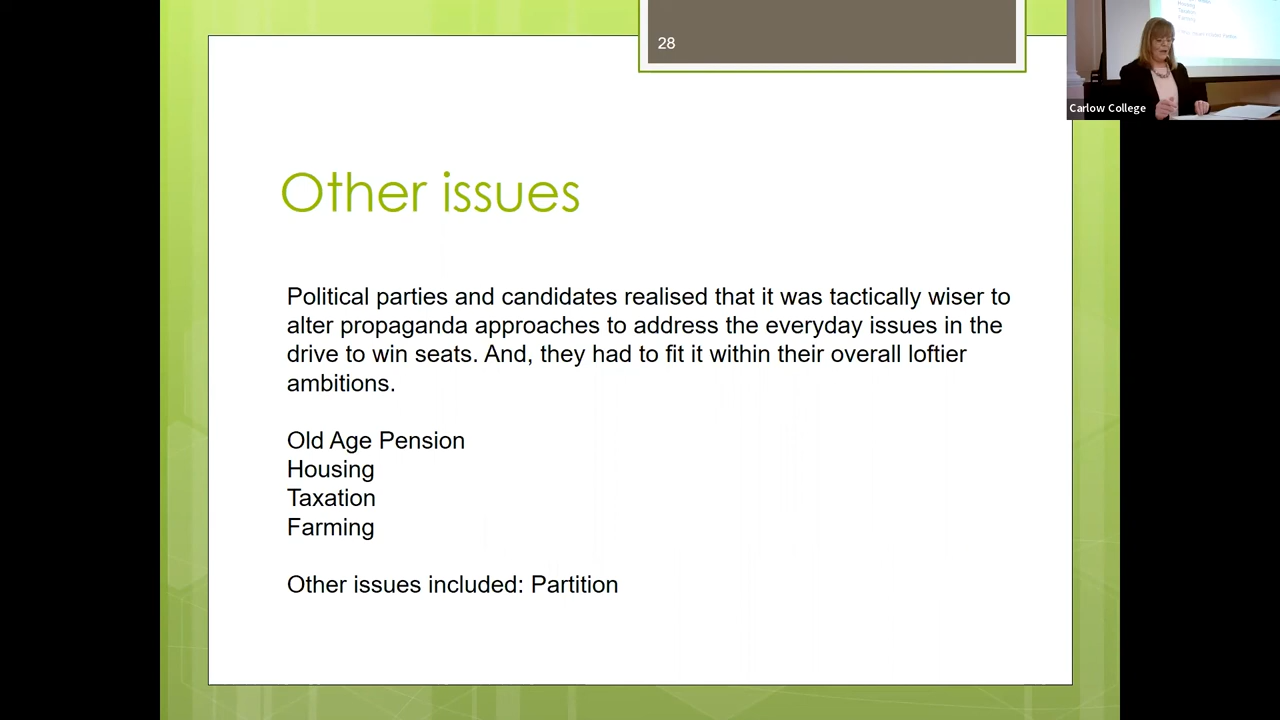 28
Carlow College
Other issues
Political parties and candidates realised that it was tactically wiser to
alter propaganda approaches to address the everyday issues in the
drive to win seats. And, they had to fit it within their overall loftier
ambitions.
Old Age Pension
Housing
Taxation
Farming
Other issues included: Partition